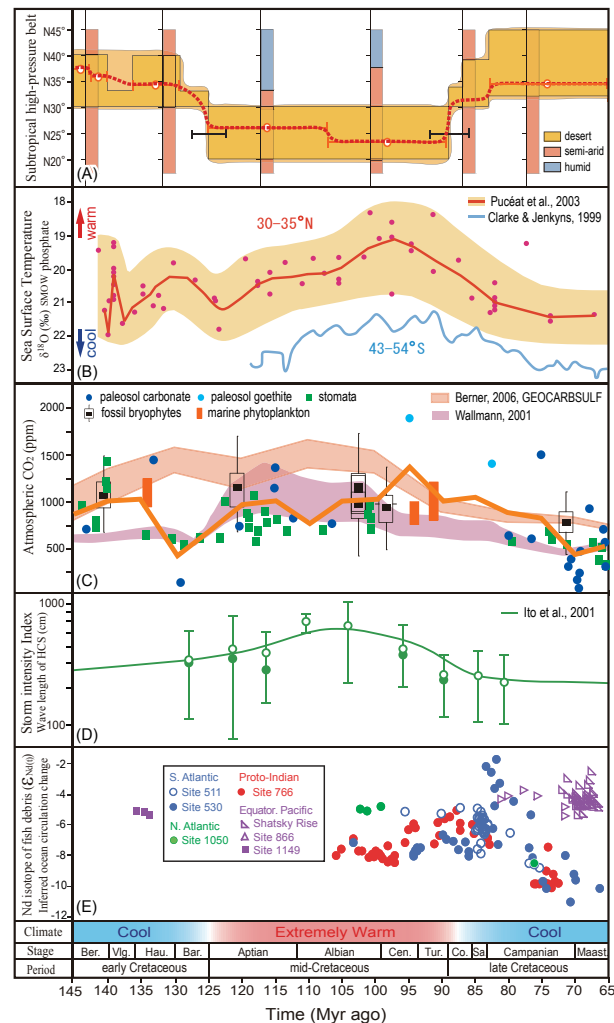 Subtropical high-pressure belt
N45°
N40°
N35°
N30°
N25°
N20°
(A)
desert
semi-arid
humid
Sea Surface Temperature
δ18O (‰) SMOW phosphate
warm
cool
18
19
20
21
22
23
30–35°N
Pucéat et al., 2003
Clarke & Jenkyns, 1999
43-54°S
(B)
Atmospheric CO2 (ppm)
2000
1500
1000
500
paleosol carbonate
paleosol goethite
stomata
fossil bryophytes
marine phytoplankton
Berner, 2006, GEOCARBSULF
Wallmann, 2001
(C)
Storm intensity Index
Wave length of HCS (cm)
1000
100
Ito et al., 2001
(D)
Nd isotope of fish debris (εNd(t))
Inferred ocean circulation change
-2
-4
-6
-8
-10
-12
S. Atlantic
Site 511
Site 530
N. Atlantic
Site 1050
Proto-Indian
Site 766
Equator. Pacific
Shatsky Rise
Site 866
Site 1149
(E)
Climate Cool Extremely Warm Cool
Stage Ber. Vlg. Hau. Bar. Aptian Albian Cen. Tur. Co. Sa Campanian Maast.
Period early Cretaceous mid-Cretaceous late Cretaceous
145 140 135 130 125 120 115 110 105 100 95 90 85 80 75 70 65
Time (Myr ago)